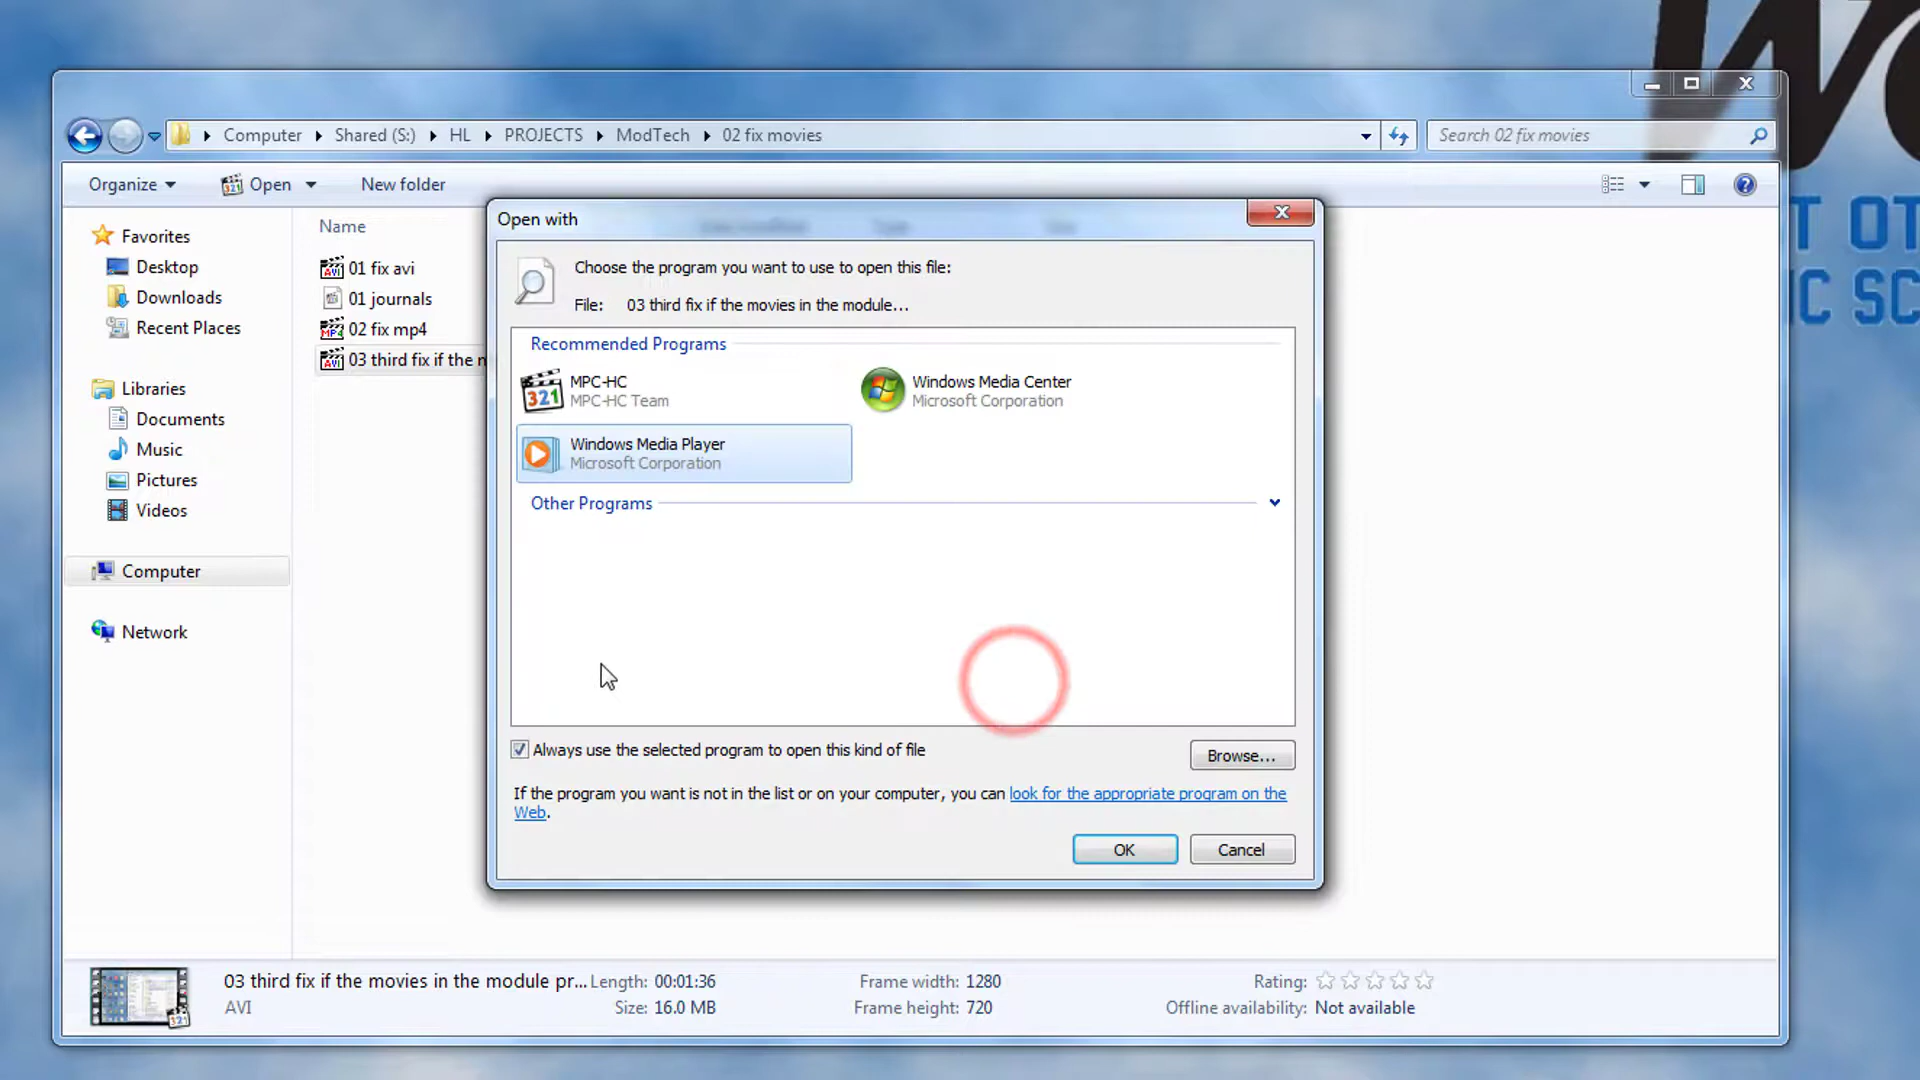 Computer Shared (S:) HL PROJECTS ModTech 02 fix movies
Search 02 fix movies
Organize Open New folder
Favorites
Desktop
Downloads
Recent Places
Libraries
Documents
Music
Pictures
Videos
Computer
Network
Name
01 fix avi
01 journals
02 fix mp4
03 third fix if the
Open with
Choose the program you want to use to open this file:
File: 03 third fix if the movies in the module...
Recommended Programs
MPC-HC
MPC-HC Team
Windows Media Center
Microsoft Corporation
Windows Media Player
Microsoft Corporation
Other Programs
Always use the selected program to open this kind of file
Browse...
If the program you want is not in the list or on your computer, you can look for the appropriate program on the
Web.
OK Cancel
03 third fix if the movies in the module pr... Length: 00:01:36 Frame width: 1280 Rating:
AVI Size: 16.0 MB Frame height: 720 Offline availability: Not available